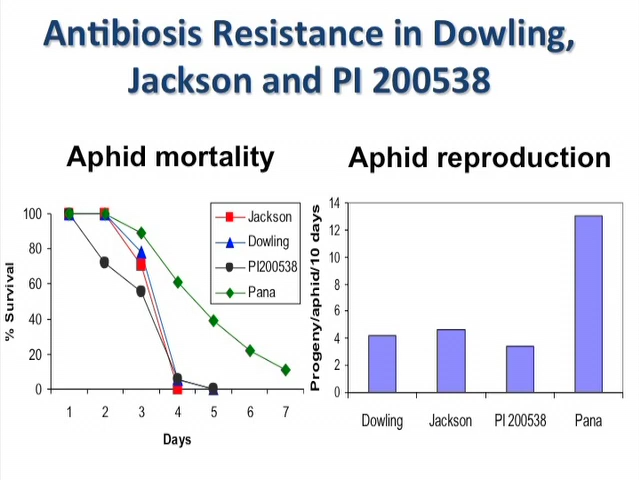 Antibiosis Resistance in Dowling,
Jackson and PI 200538
Aphid mortality
100
80
60
40
20
0
% Survival
1 2 3 4 5 6 7
Days
Jackson
Dowling
PI200538
Pana
Aphid reproduction
14
12
10
8
6
4
2
0
Progeny/aphid/10 days
Dowling Jackson PI 200538 Pana